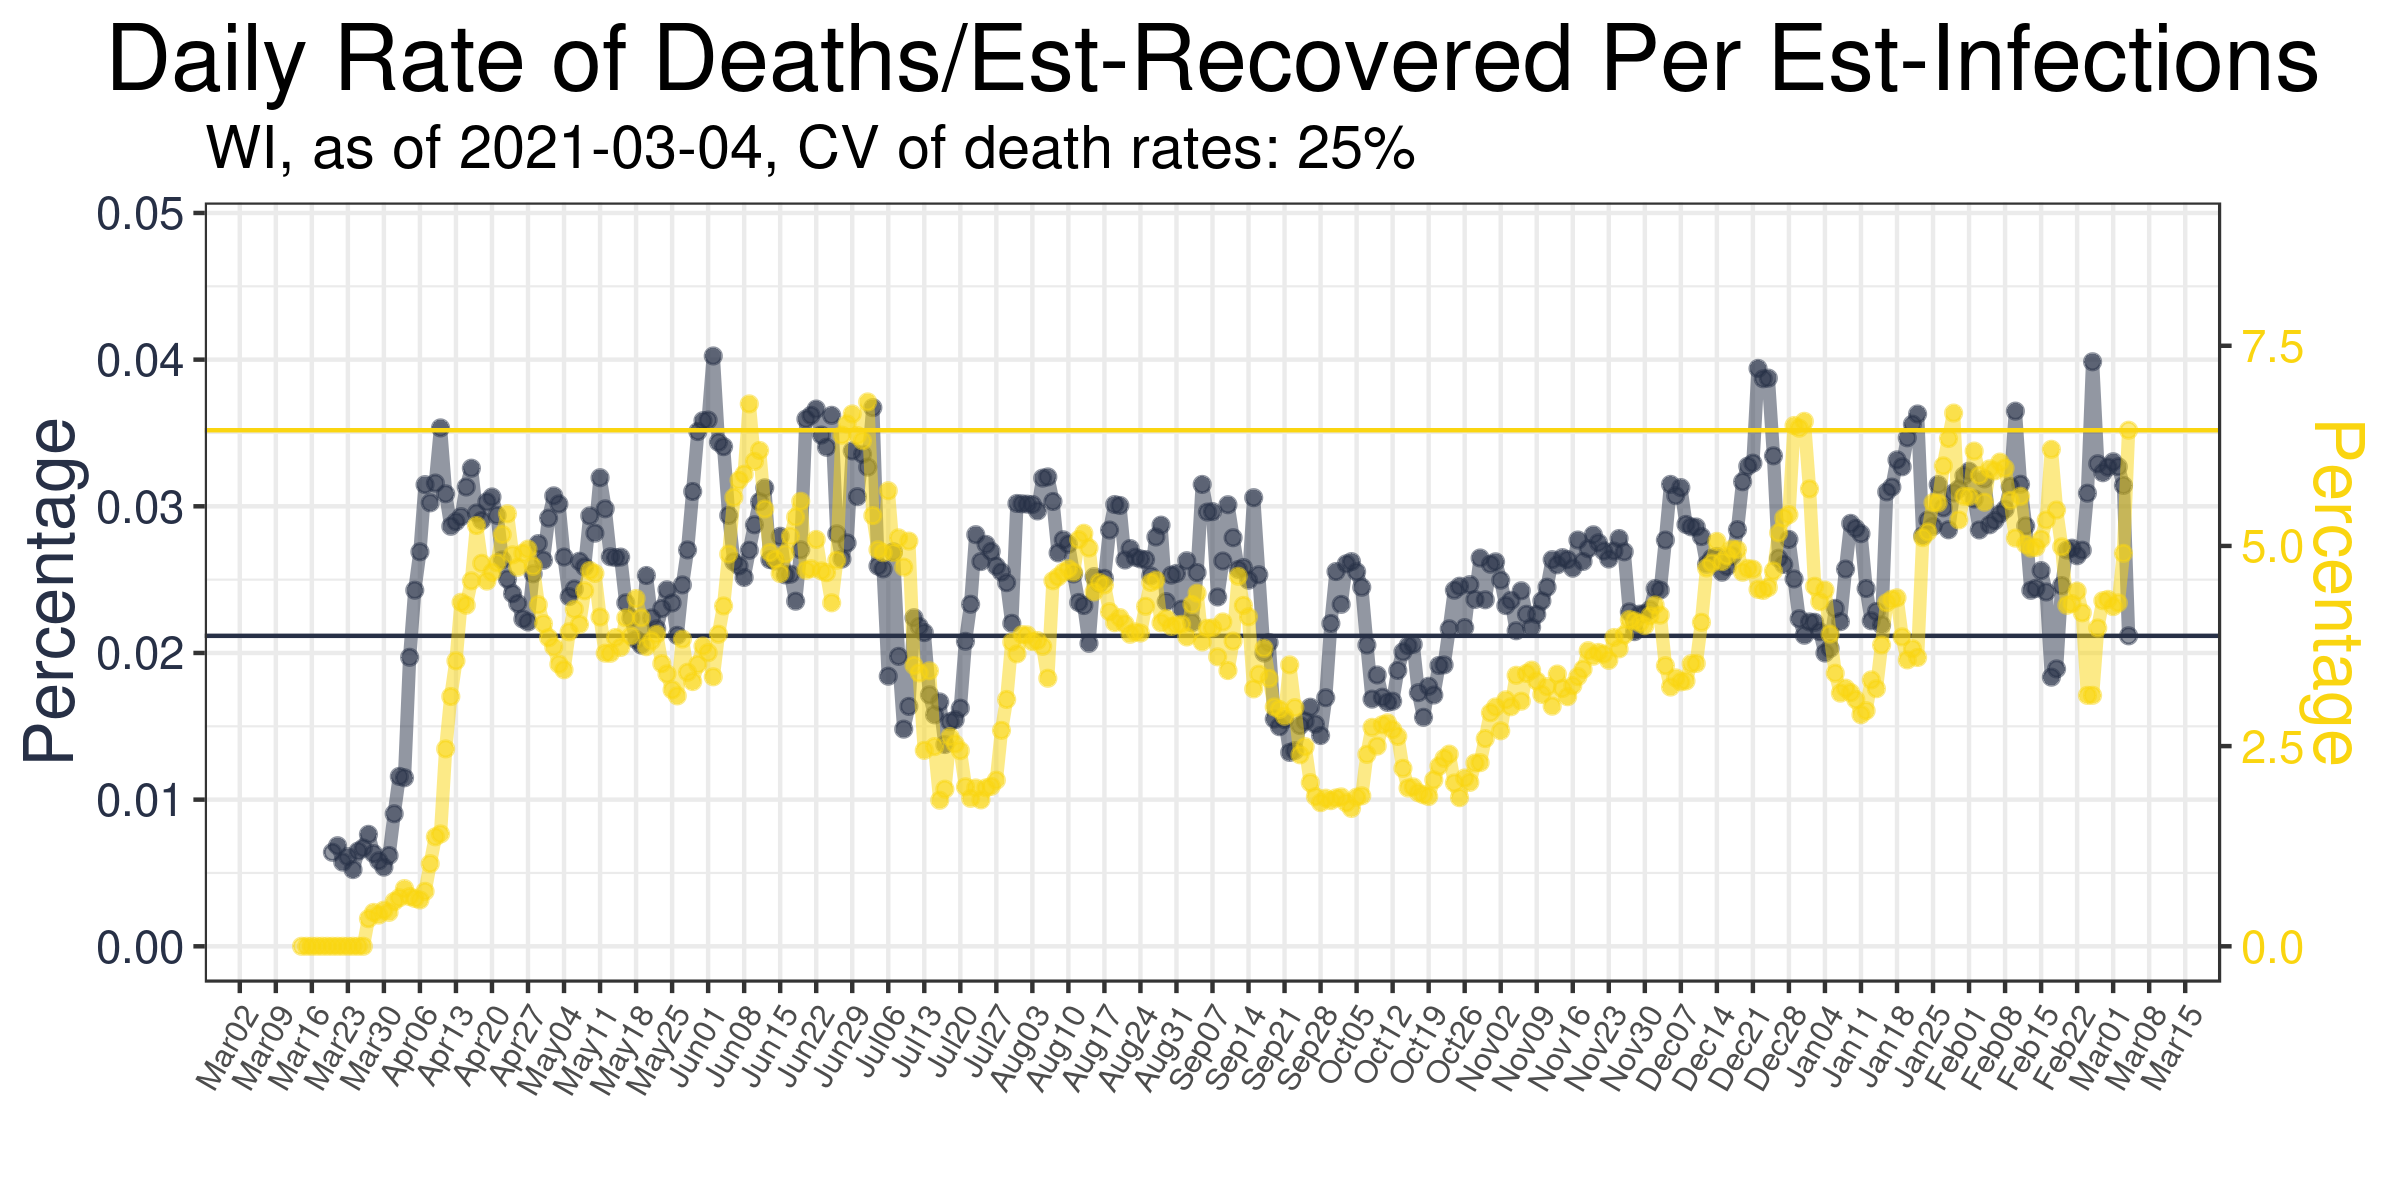 Daily Rate of Deaths/Est-Recovered Per Est-Infections
WI, as of 2021-03-04, CV of death rates: 25%
Percentage
0.05
0.04
0.03
0.02
0.01
0.00
7.5
5.0
2.5
0.0
Percentage
Mar02
Mar09
Mar16
Mar23
Mar30
Apr06
Apr13
Apr20
Apr27
May04
May11
May18
May25
Jun01
Jun08
Jun15
Jun22
Jun29
Jul06
Jul13
Jul20
Jul27
Aug03
Aug10
Aug17
Aug24
Aug31
Sep07
Sep14
Sep21
Sep28
Oct05
Oct12
Oct19
Oct26
Nov02
Nov09
Nov16
Nov23
Nov30
Nov07
Dec14
Dec21
Dec28
Dec04
Jan11
Jan18
Jan25
Jan25
Feb01
Feb08
Feb15
Feb22
Mar01
Mar08
Mar15